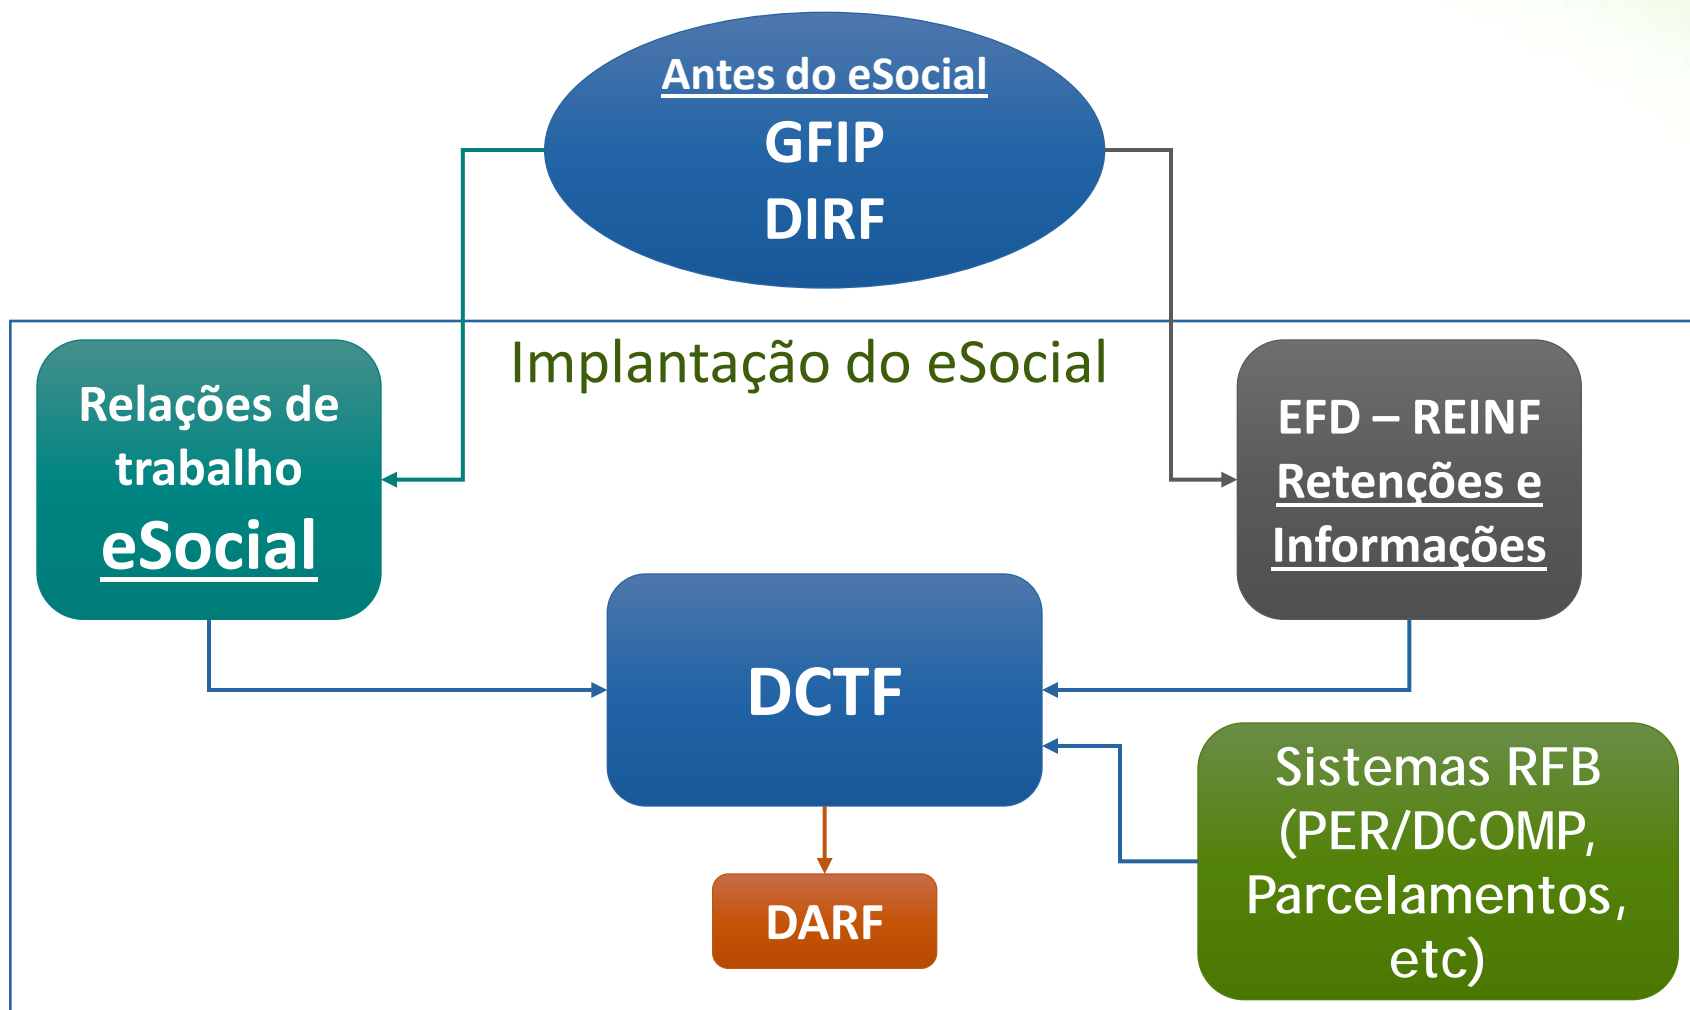 Antes do eSocial
GFIP
DIRF
Implantação do eSocial
Relações de
trabalho
eSocial
EFD – REINF
Retenções e
Informações
DCTF
Sistemas RFB
(PER/DCOMP,
Parcelamentos,
etc)
DARF